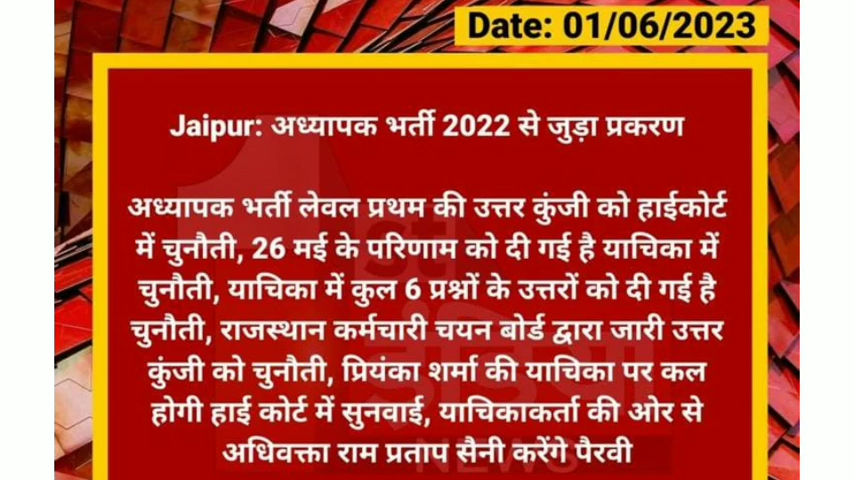 Date: 01/06/2023
Jaipur: अध्यापक भर्ती 2022 से जुड़ा प्रकरण
अध्यापक भर्ती लेवल प्रथम की उत्तर कुंजी को हाईकोर्ट
में चुनौती, 26 मई के परिणाम को दी गई है याचिका में
चुनौती, याचिका में कुल 6 प्रश्नों के उत्तरों को दी गई है
चुनौती, राजस्थान कर्मचारी चयन बोर्ड द्वारा जारी उत्तर
कुंजी को चुनौती, प्रियंका शर्मा की याचिका पर कल
होगी हाई कोर्ट में सुनवाई, याचिकाकर्ता की ओर से
अधिवक्ता राम प्रताप सैनी करेंगे पैरवी
NEWS